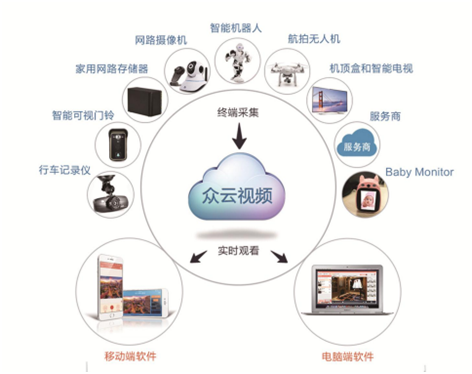 智能机器人
网路摄像机
航拍无人机
家用网路存储器
机顶盒和智能电视
智能可视门铃
服务商
服务商
行车记录仪
Baby Monitor
终端采集
众云视频
实时观看
移动端软件
电脑端软件